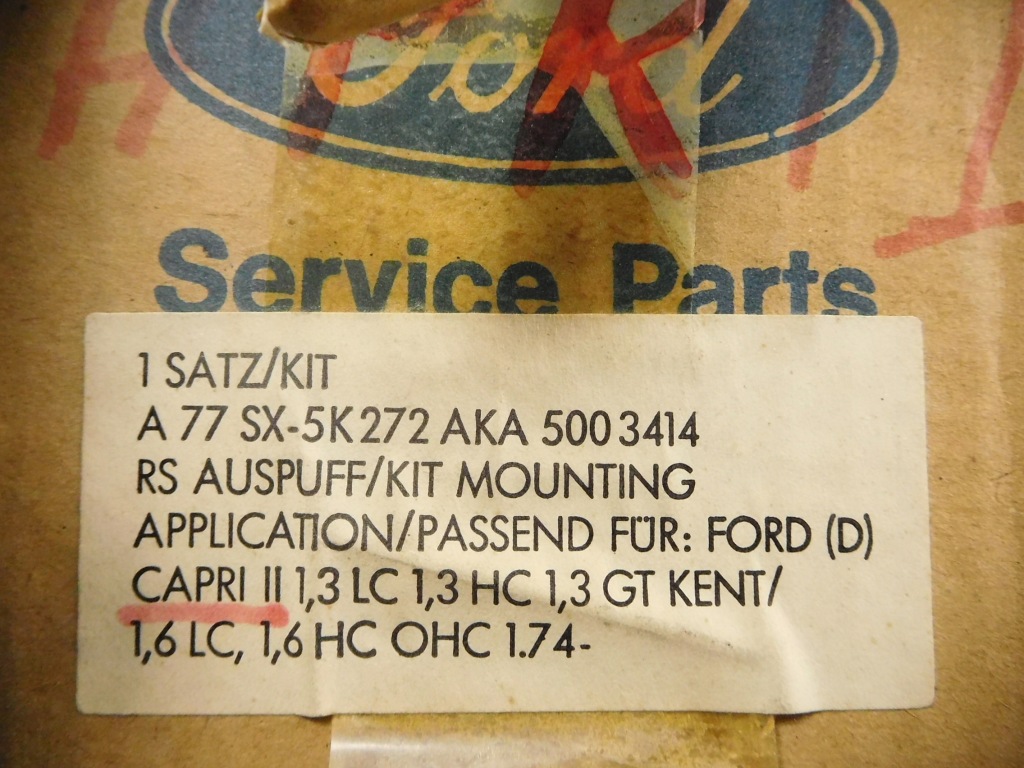 Ford
Service Parts
1 SATZ/KIT
A 77 SX-5K272 AKA 500 3414
RS AUSPUFF/KIT MOUNTING
APPLICATION/PASSEND FÜR: FORD (D)
CAPRI II 1,3 LC 1,3 HC 1,3 GT KENT/
1,6 LC, 1,6 HC OHC 1.74-